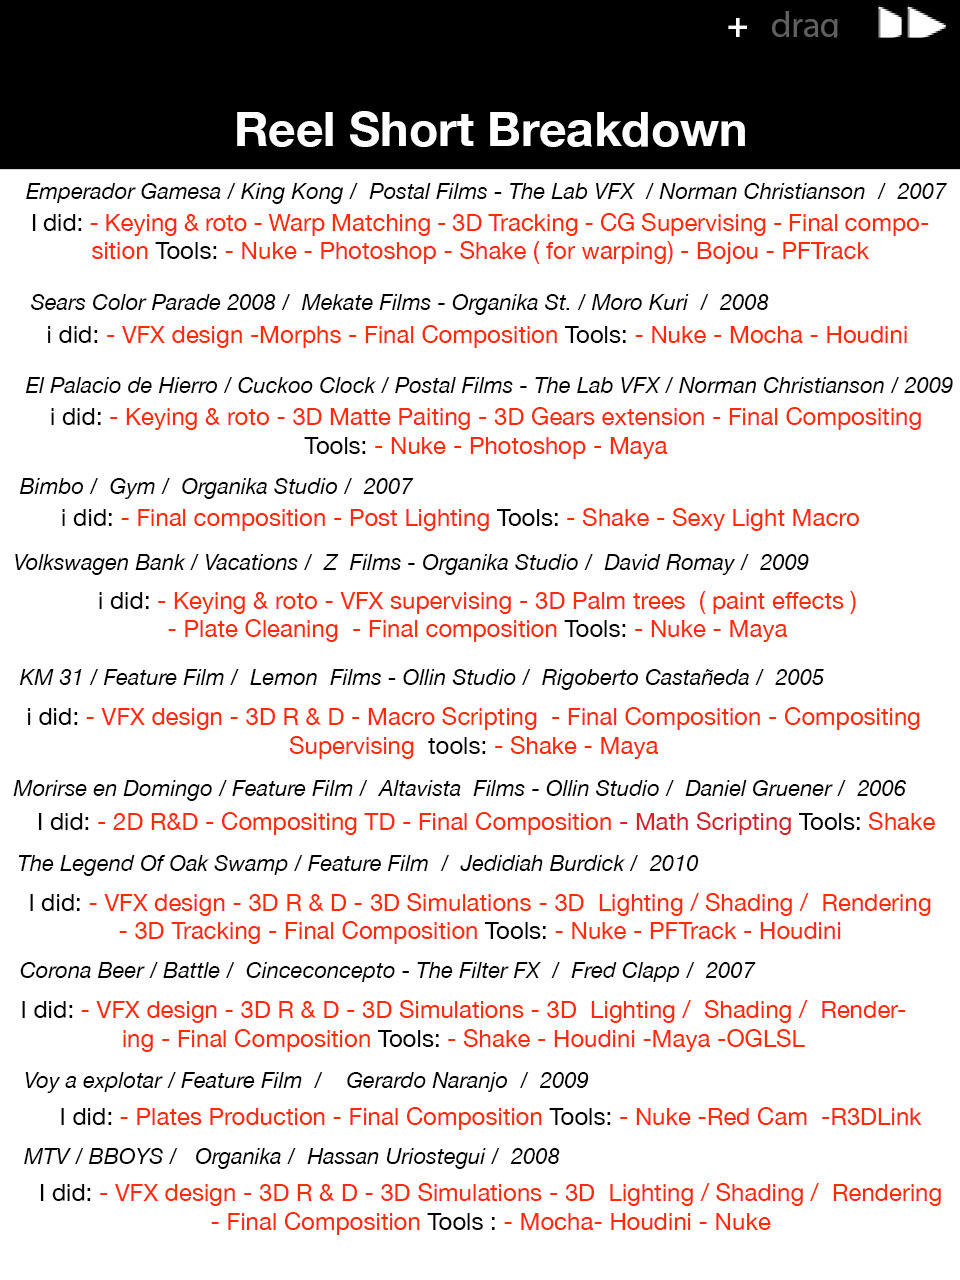 + drag
Reel Short Breakdown
Emperador Gamesa / King Kong / Postal Films - The Lab VFX / Norman Christianson / 2007
I did: - Keying & roto - Warp Matching - 3D Tracking - CG Supervising - Final compo-
sition Tools: - Nuke - Photoshop - Shake ( for warping) - Bojou - PFTrack
Sears Color Parade 2008 / Mekate Films - Organika St. / Moro Kuri / 2008
i did: - VFX design -Morphs - Final Composition Tools: - Nuke - Mocha - Houdini
El Palacio de Hierro / Cuckoo Clock / Postal Films - The Lab VFX / Norman Christianson / 2009
i did: - Keying & roto - 3D Matte Paiting - 3D Gears extension - Final Compositing
Tools: - Nuke - Photoshop - Maya
Bimbo / Gym / Organika Studio / 2007
i did: - Final composition - Post Lighting Tools: - Shake - Sexy Light Macro
Volkswagen Bank / Vacations / Z Films - Organika Studio / David Romay / 2009
i did: - Keying & roto - VFX supervising - 3D Palm trees ( paint effects )
- Plate Cleaning - Final composition Tools: - Nuke - Maya
KM 31 / Feature Film / Lemon Films - Ollin Studio / Rigoberto Castañeda / 2005
i did: - VFX design - 3D R & D - Macro Scripting - Final Composition - Compositing
Supervising tools: - Shake - Maya
Morirse en Domingo / Feature Film / Altavista Films - Ollin Studio / Daniel Gruener / 2006
I did: - 2D R&D - Compositing TD - Final Composition - Math Scripting Tools: Shake
The Legend Of Oak Swamp / Feature Film / Jedidiah Burdick / 2010
I did: - VFX design - 3D R & D - 3D Simulations - 3D Lighting / Shading / Rendering
- 3D Tracking - Final Composition Tools: - Nuke - PFTrack - Houdini
Corona Beer / Battle / Cinceconcepto - The Filter FX / Fred Clapp / 2007
I did: - VFX design - 3D R & D - 3D Simulations - 3D Lighting / Shading / Render-
ing - Final Composition Tools: - Shake - Houdini -Maya -OGLSL
Voy a explotar / Feature Film / Gerardo Naranjo / 2009
I did: - Plates Production - Final Composition Tools: - Nuke -Red Cam -R3DLink
MTV / BBOYS / Organika / Hassan Uriostegui / 2008
I did: - VFX design - 3D R & D - 3D Simulations - 3D Lighting / Shading / Rendering
- Final Composition Tools : - Mocha- Houdini - Nuke